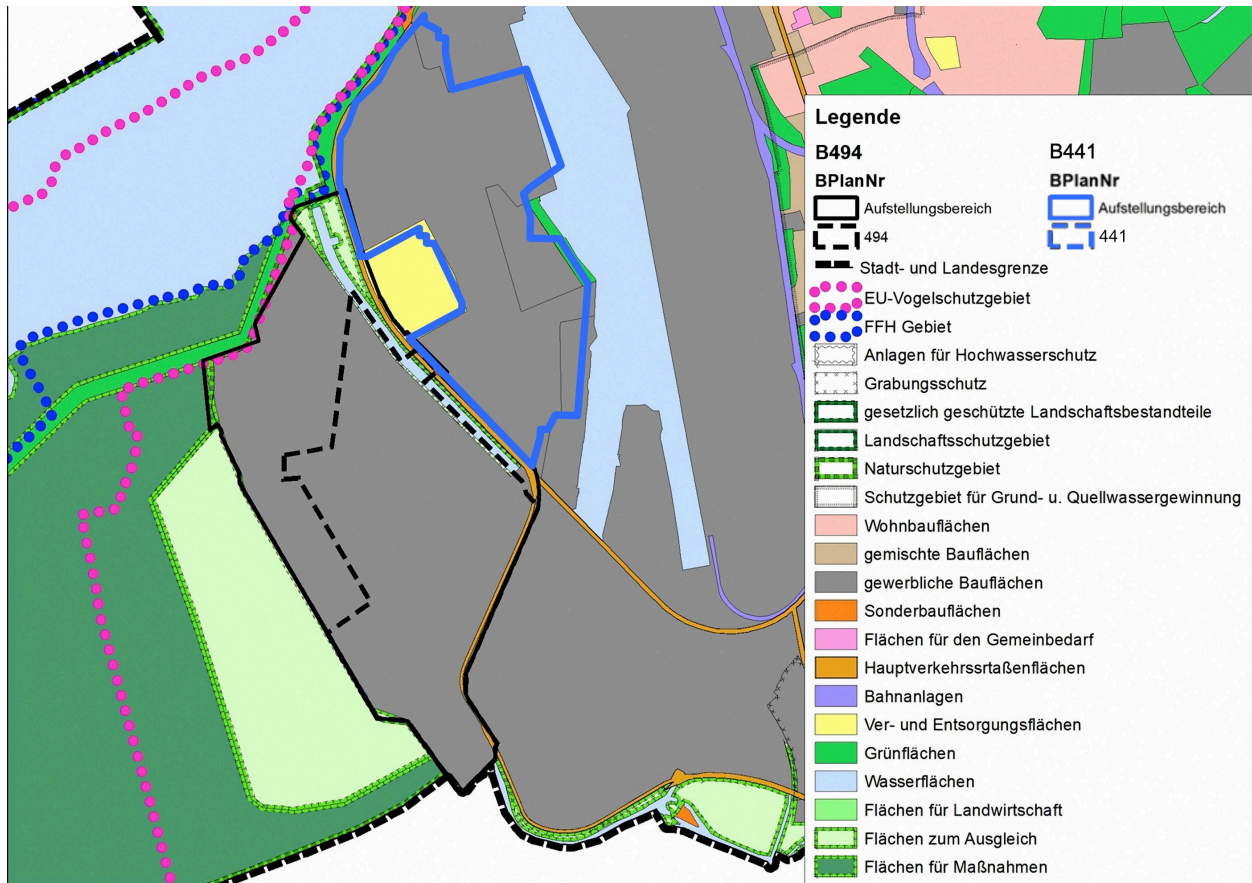 Legende
B494 B441
BPlanNr BPlanNr
Aufstellungsbereich Aufstellungsbereich
494 441
Stadt- und Landesgrenze
EU-Vogelschutzgebiet
FFH Gebiet
Anlagen für Hochwasserschutz
Grabungsschutz
gesetzlich geschützte Landschaftsbestandteile
Landschaftsschutzgebiet
Naturschutzgebiet
Schutzgebiet für Grund- u. Quellwassergewinnung
Wohnbauflächen
gemischte Bauflächen
gewerbliche Bauflächen
Sonderbauflächen
Flächen für den Gemeinbedarf
Hauptverkehrssrtaßenflächen
Bahnanlagen
Ver- und Entsorgungsflächen
Grünflächen
Wasserflächen
Flächen für Landwirtschaft
Flächen zum Ausgleich
Flächen für Maßnahmen